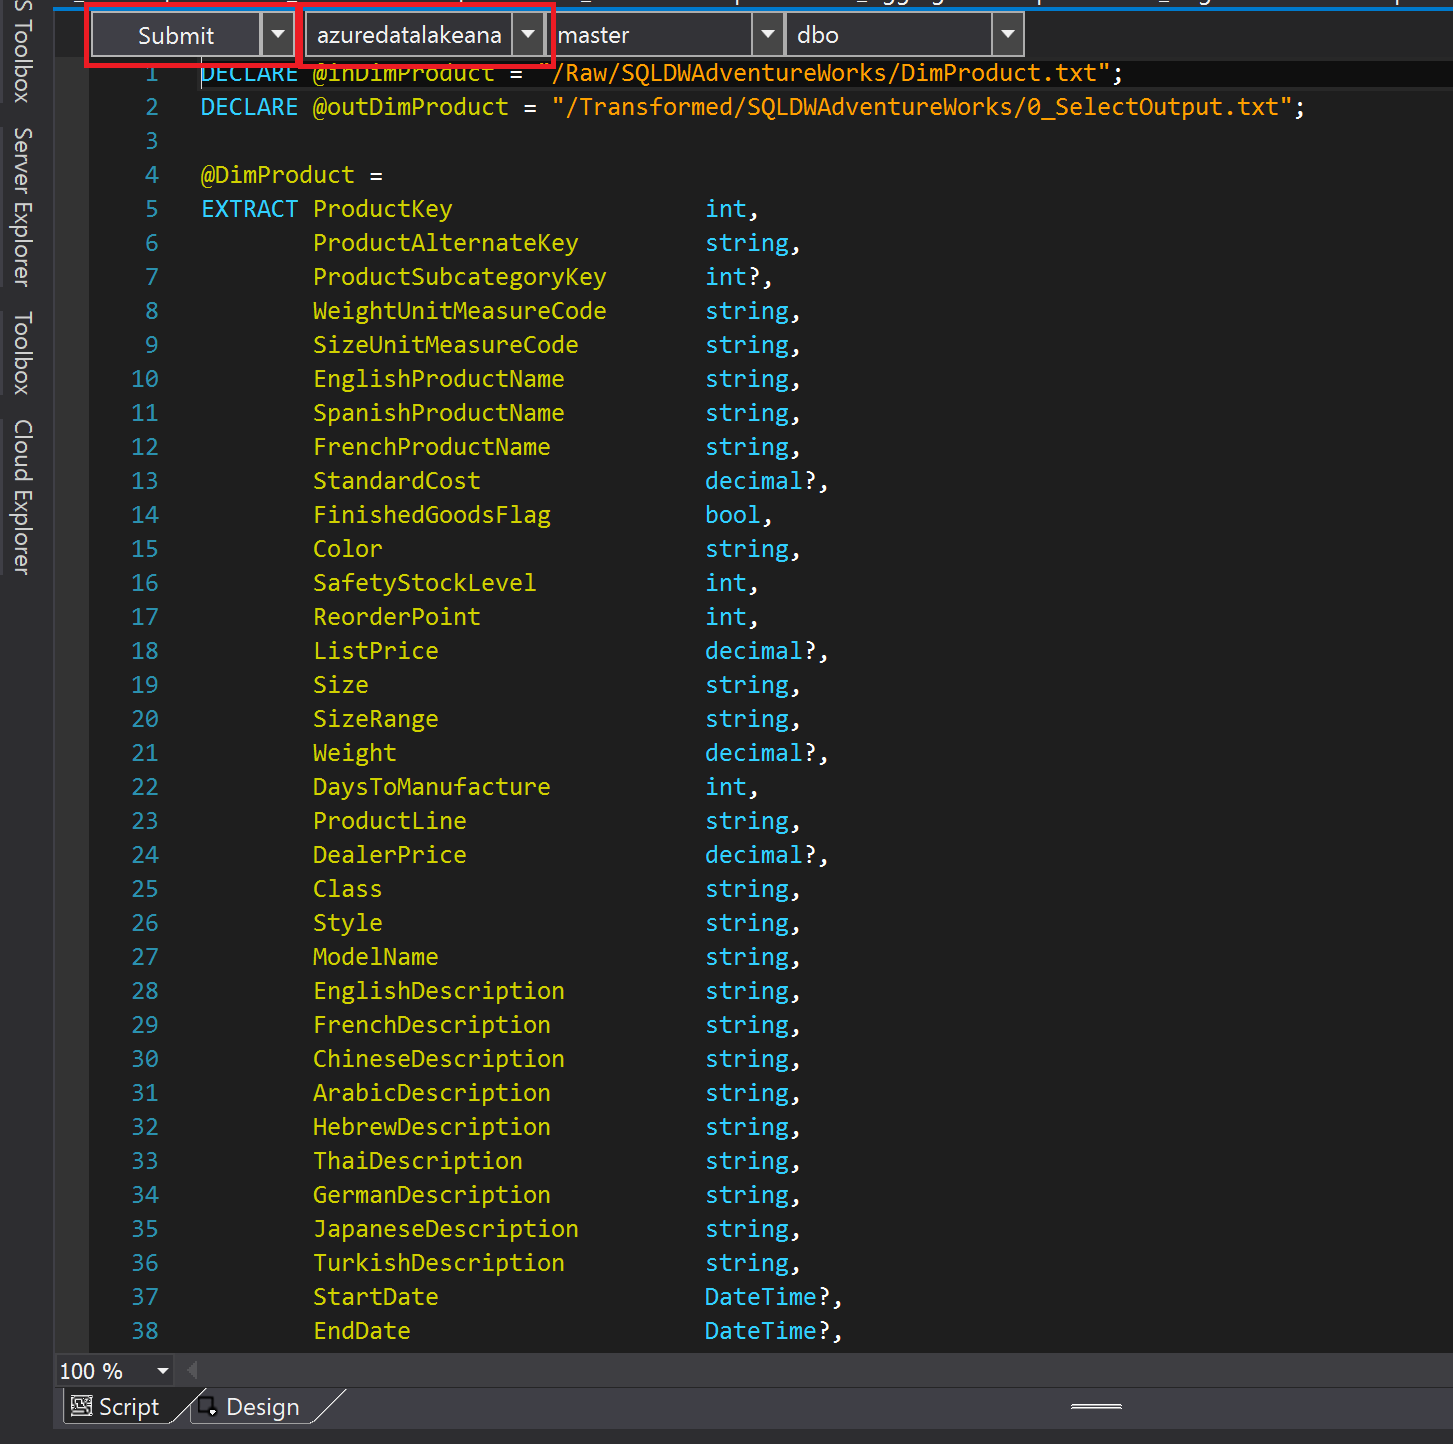 Submit azuredatalakeana master dbo
1 DECLARE @inDimProduct = "/Raw/SQLDWAdventureWorks/DimProduct.txt";
2 DECLARE @outDimProduct = "/Transformed/SQLDWAdventureWorks/0_SelectOutput.txt";
3
4 @DimProduct =
5 EXTRACT ProductKey int,
6 ProductAlternateKey string,
7 ProductSubcategoryKey int?,
8 WeightUnitMeasureCode string,
9 SizeUnitMeasureCode string,
10 EnglishProductName string,
11 SpanishProductName string,
12 FrenchProductName string,
13 StandardCost decimal?,
14 FinishedGoodsFlag bool,
15 Color string,
16 SafetyStockLevel int,
17 ReorderPoint int,
18 ListPrice decimal?,
19 Size string,
20 SizeRange string,
21 Weight decimal?,
22 DaysToManufacture int,
23 ProductLine string,
24 DealerPrice decimal?,
25 Class string,
26 Style string,
27 ModelName string,
28 EnglishDescription string,
29 FrenchDescription string,
30 ChineseDescription string,
31 ArabicDescription string,
32 HebrewDescription string,
33 ThaiDescription string,
34 GermanDescription string,
35 JapaneseDescription string,
36 TurkishDescription string,
37 StartDate DateTime?,
38 EndDate DateTime?,
100 %
Script Design
S Toolbox
Server Explorer
Toolbox
Cloud Explorer